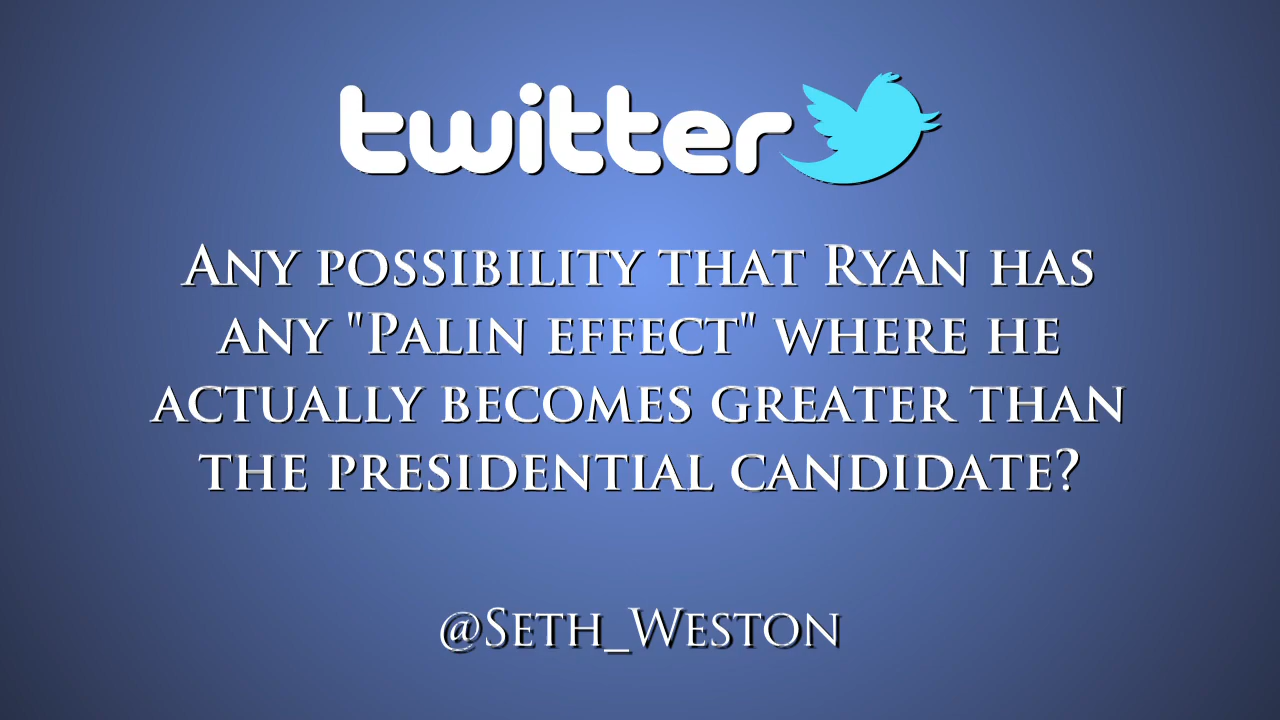 twitter
Any possibility that Ryan has
any "Palin effect" where he
actually becomes greater than
the presidential candidate?
@Seth_Weston